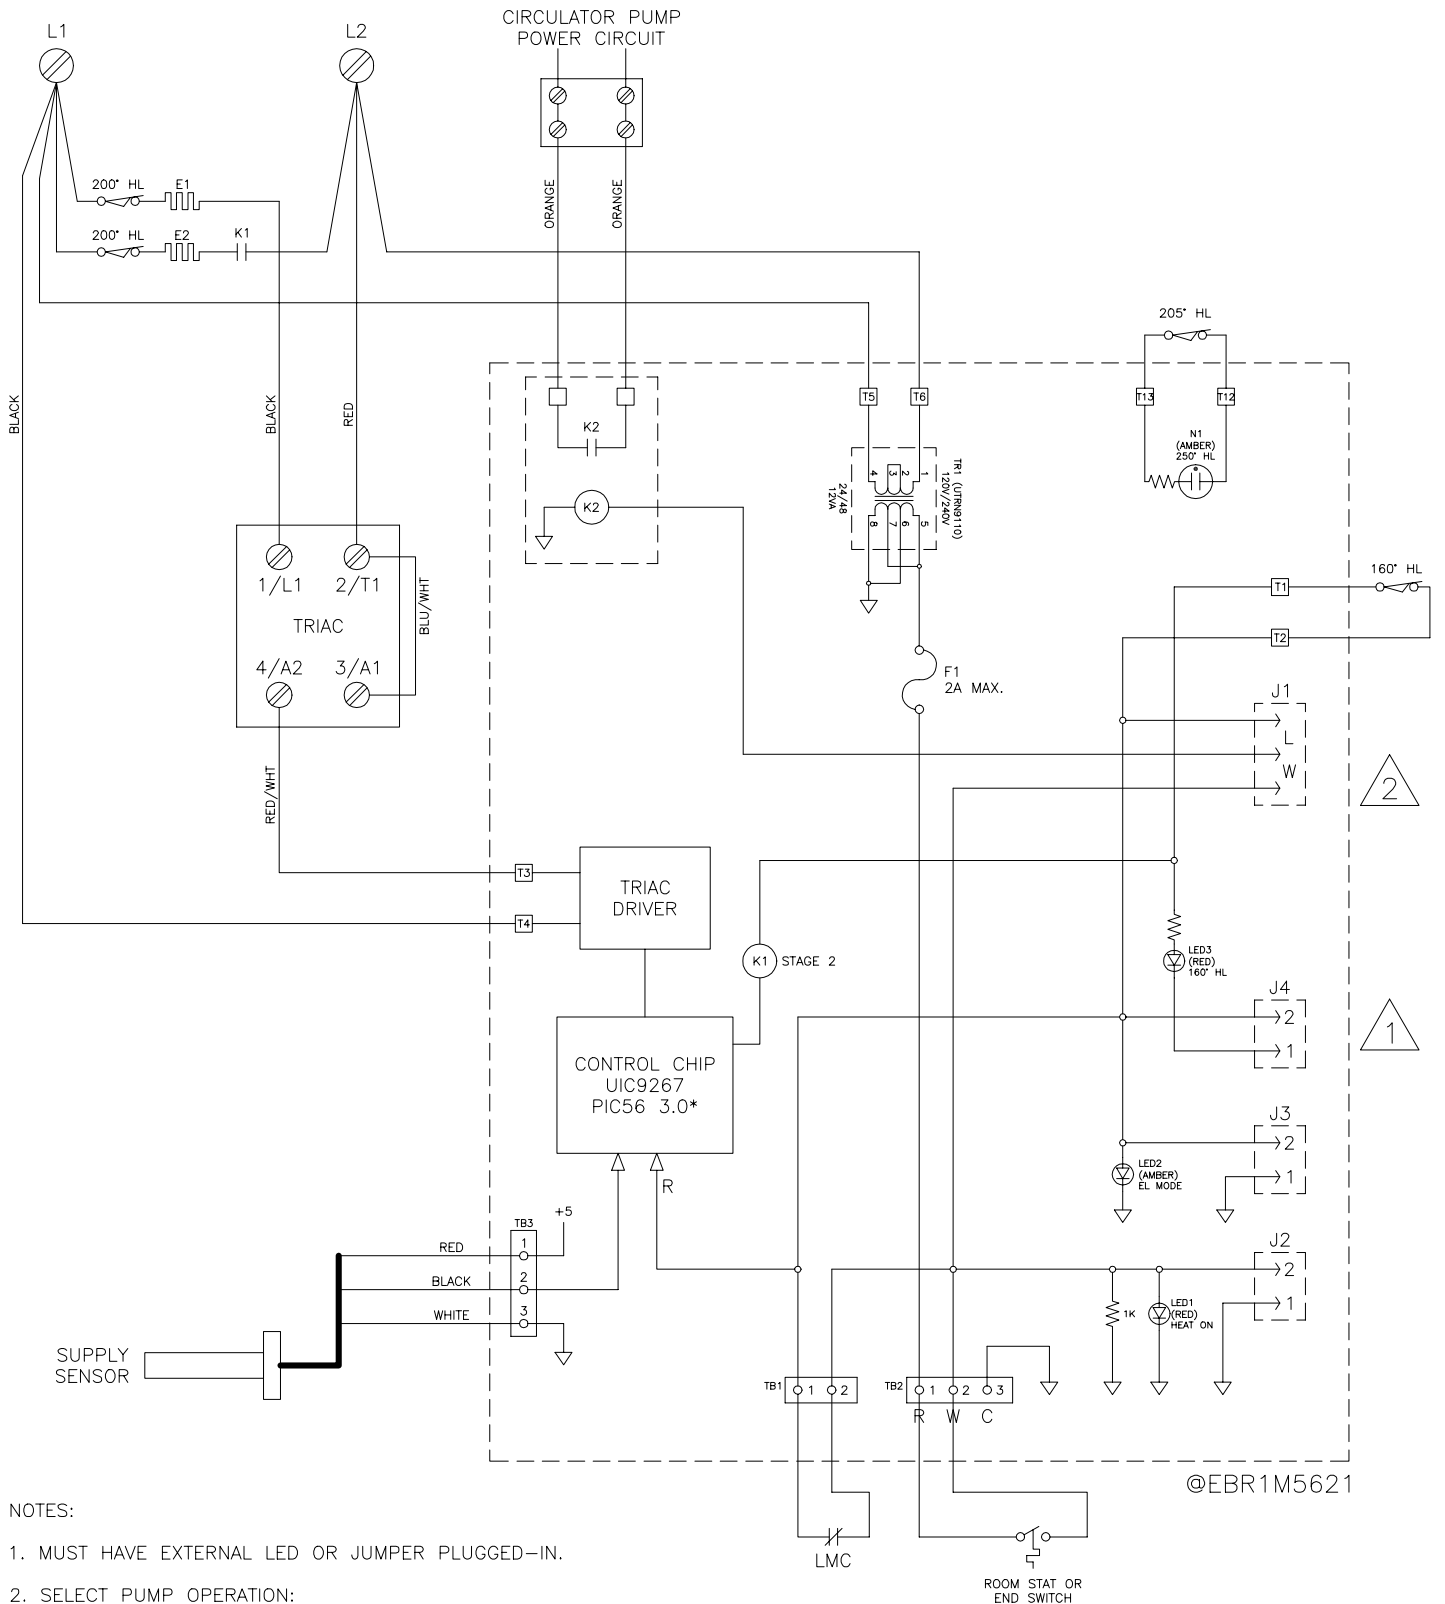 CIRCULATOR PUMP
POWER CIRCUIT
L1
L2
200° HL
E1
200° HL
E2
K1
ORANGE
ORANGE
205° HL
BLACK
BLACK
RED
T5
T6
T13
T12
K2
N1
(AMBER)
250° HL
K2
4 3 2 1
8 7 6 5
TR1 (UTRN9110)
120V/240V
24/48
12VA
1/L1
2/T1
TRIAC
4/A2
3/A1
BLU/WHT
T1
160° HL
T2
F1
2A MAX.
J1
L
W
2
RED/WHT
T3
T4
TRIAC
DRIVER
K1
STAGE 2
LED3
(RED)
160° HL
J4
2
1
1
CONTROL CHIP
UIC9267
PIC56 3.0*
R
J3
2
1
LED2
(AMBER)
EL MODE
+5
TB3
1
2
3
RED
BLACK
WHITE
J2
2
1
1K
LED1
(RED)
HEAT ON
SUPPLY
SENSOR
TB1
1 2
TB2
1 2 3
R W C
@EBR1M5621
LMC
ROOM STAT OR
END SWITCH
NOTES:
1. MUST HAVE EXTERNAL LED OR JUMPER PLUGGED-IN.
2. SELECT PUMP OPERATION: